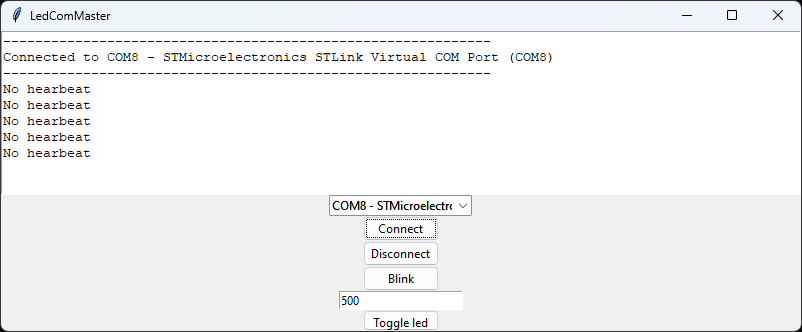 LedComMaster
-------------------------------------------------------------
Connected to COM8 - STMicroelectronics STLink Virtual COM Port (COM8)
-------------------------------------------------------------
No hearbeat
No hearbeat
No hearbeat
No hearbeat
No hearbeat
COM8 - STMicroelectro
Connect
Disconnect
Blink
500
Toggle led